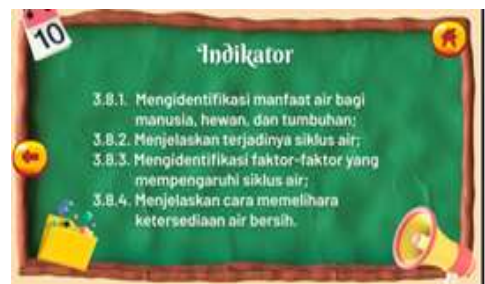 10
Indikator
3.8.1. Mengidentifikasi manfaat air bagi
manusia, hewan, dan tumbuhan;
3.8.2. Menjelaskan terjadinya siklus air;
3.8.3. Mengidentifikasi faktor-faktor yang
mempengaruhi siklus air;
3.8.4. Menjelaskan cara memelihara
ketersediaan air bersih.